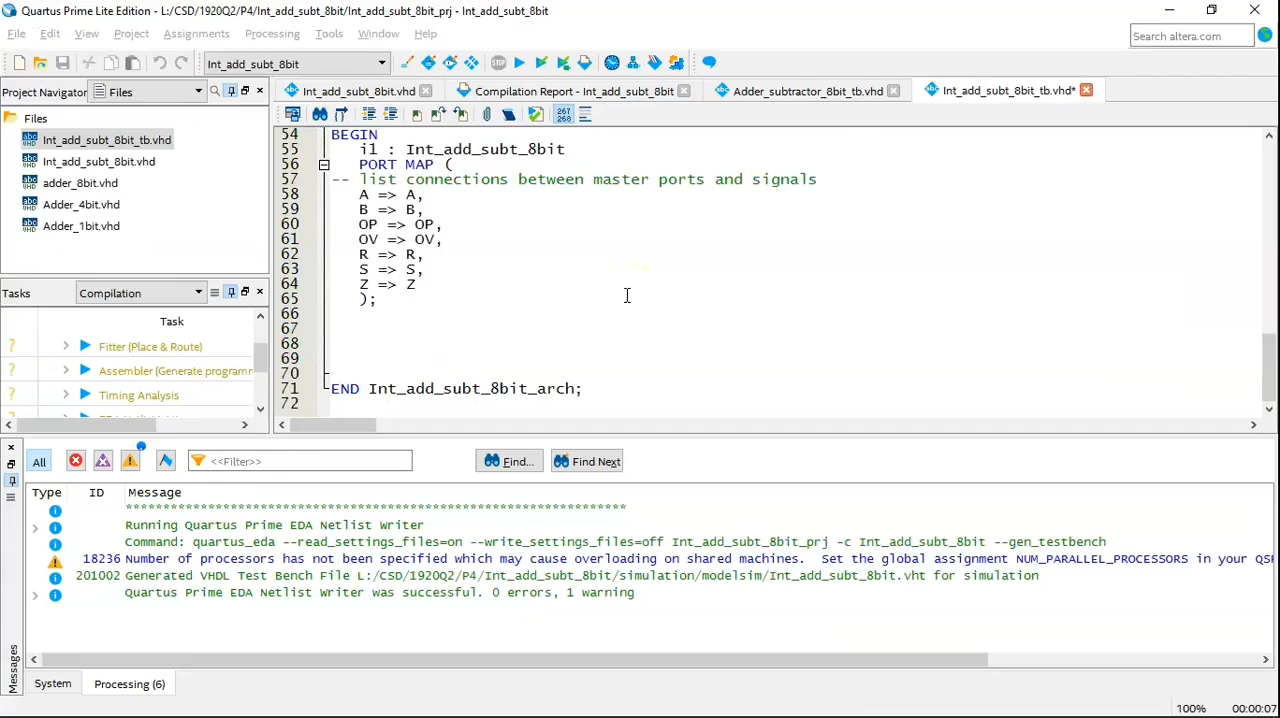 Quartus Prime Lite Edition - L:/CSD/1920Q2/P4/Int_add_subt_8bit/Int_add_subt_8bit_prj - Int_add_subt_8bit
File Edit View Project Assignments Processing Tools Window Help
Search altera.com
Int_add_subt_8bit
Project Navigator Files
Int_add_subt_8bit.vhd
Compilation Report - Int_add_subt_8bit
Adder_subtractor_8bit_tb.vhd
Int_add_subt_8bit_tb.vhd*
Files
Int_add_subt_8bit_tb.vhd
Int_add_subt_8bit.vhd
adder_8bit.vhd
Adder_4bit.vhd
Adder_1bit.vhd
Tasks Compilation
Task
Fitter (Place & Route)
Assembler (Generate programm
Timing Analysis
267
268
54 BEGIN
55 i1 : Int_add_subt_8bit
56 PORT MAP (
57 -- list connections between master ports and signals
58 A => A,
59 B => B,
60 OP => OP,
61 OV => OV,
62 R => R,
63 S => S,
64 Z => Z
65 );
66
67
68
69
70
71 END Int_add_subt_8bit_arch;
72
All <<Filter>> Find... Find Next
Type ID Message
*******************************************************************
Running Quartus Prime EDA Netlist Writer
Command: quartus_eda --read_settings_files=on --write_settings_files=off Int_add_subt_8bit_prj -c Int_add_subt_8bit --gen_testbench
18236 Number of processors has not been specified which may cause overloading on shared machines. Set the global assignment NUM_PARALLEL_PROCESSORS in your QSF
201002 Generated VHDL Test Bench File L:/CSD/1920Q2/P4/Int_add_subt_8bit/simulation/modelsim/Int_add_subt_8bit.vht for simulation
Quartus Prime EDA Netlist Writer was successful. 0 errors, 1 warning
Messages
System Processing (6)
100% 00:00:07